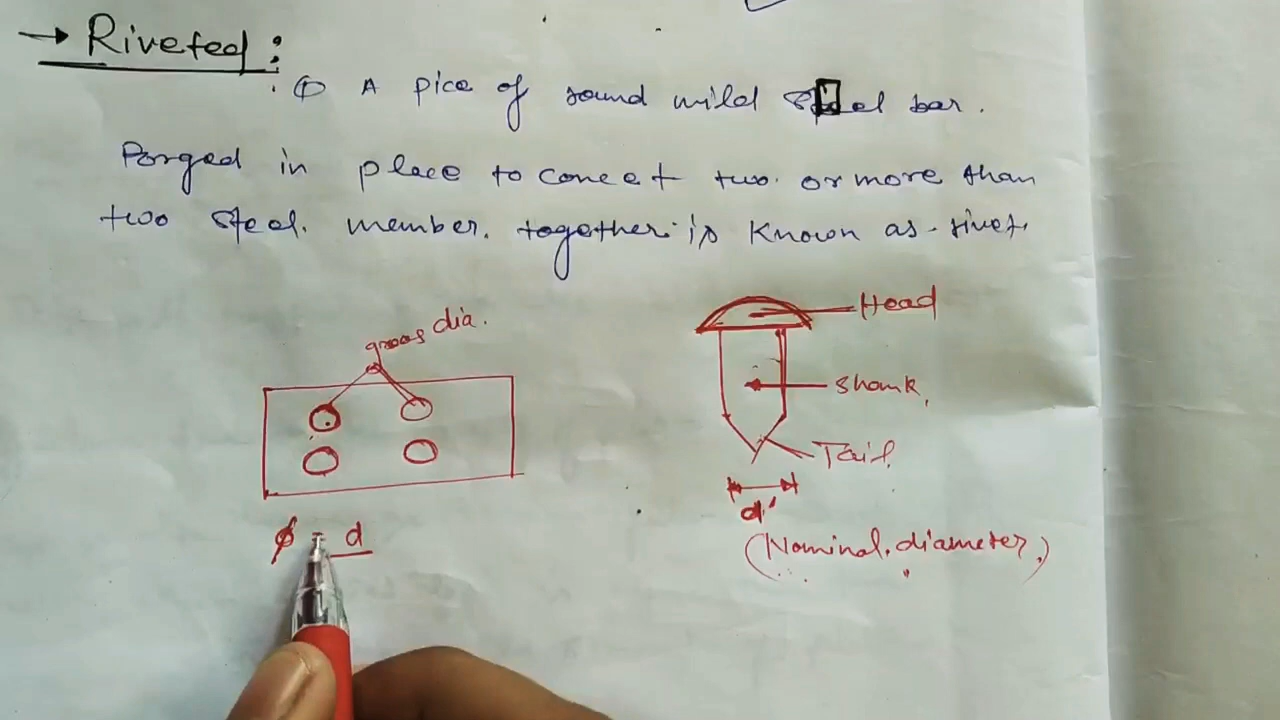 → Riveted :
① A pice of round mild steel bar.
Forged in place to conect two or more than
two steel. member. together is known as rivet.
groos dia.
Head
Shank,
Tail.
d'
(Nominal. diameter.)
ϕ = d